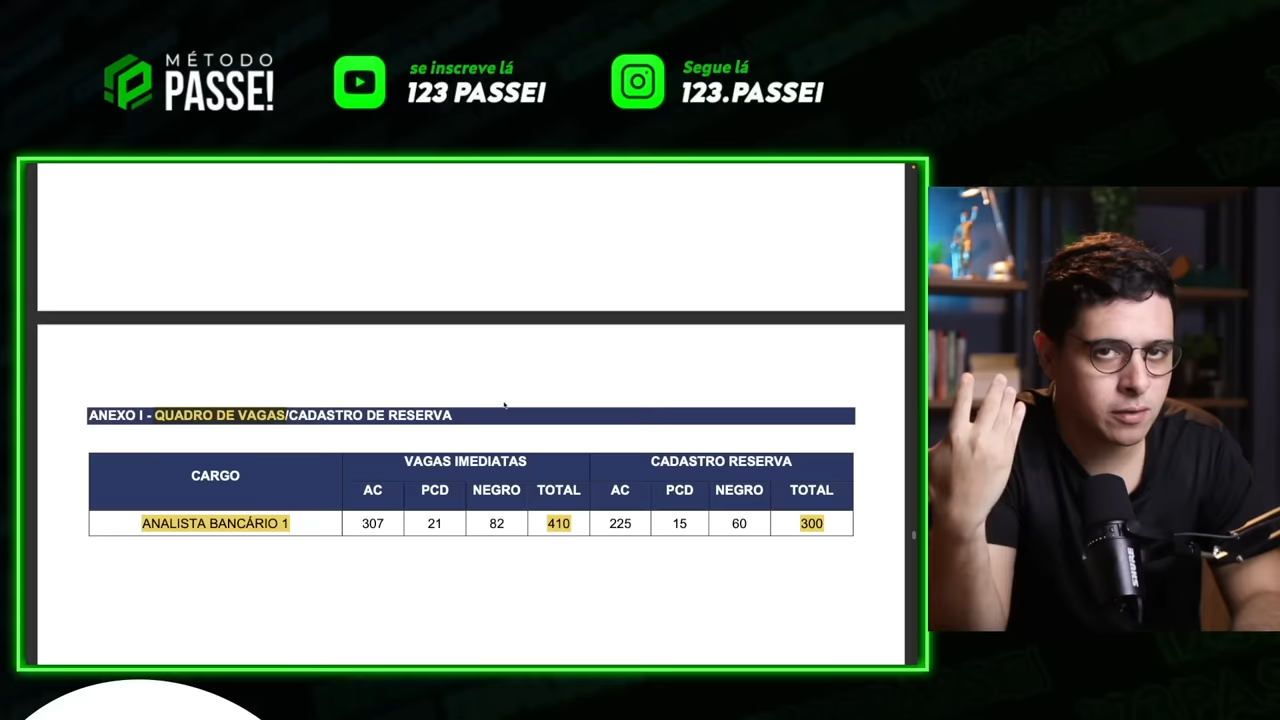 MÉTODO
PASSE!
se inscreve lá
123 PASSEI
Segue lá
123.PASSEI
ANEXO I - QUADRO DE VAGAS/CADASTRO DE RESERVA
CARGO VAGAS IMEDIATAS CADASTRO RESERVA
AC PCD NEGRO TOTAL AC PCD NEGRO TOTAL
ANALISTA BANCÁRIO 1 307 21 82 410 225 15 60 300
SHURE